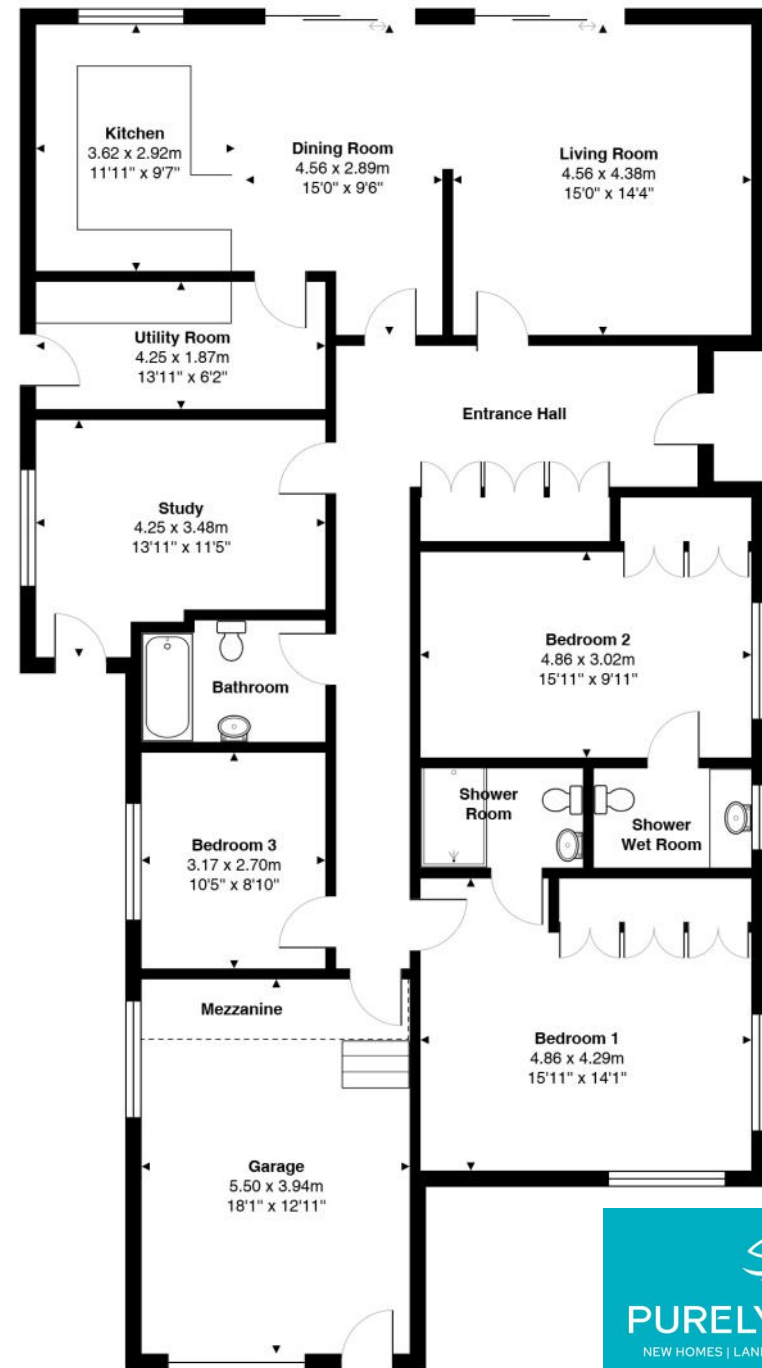 Kitchen
3.62 x 2.92m
11'11" x 9'7"
Dining Room
4.56 x 2.89m
15'0" x 9'6"
Living Room
4.56 x 4.38m
15'0" x 14'4"
Utility Room
4.25 x 1.87m
13'11" x 6'2"
Entrance Hall
Study
4.25 x 3.48m
13'11" x 11'5"
Bedroom 2
4.86 x 3.02m
15'11" x 9'11"
Bathroom
Shower
Room
Shower
Wet Room
Bedroom 3
3.17 x 2.70m
10'5" x 8'10"
Mezzanine
Bedroom 1
4.86 x 4.29m
15'11" x 14'1"
Garage
5.50 x 3.94m
18'1" x 12'11"
PURELY
NEW HOMES | LAN